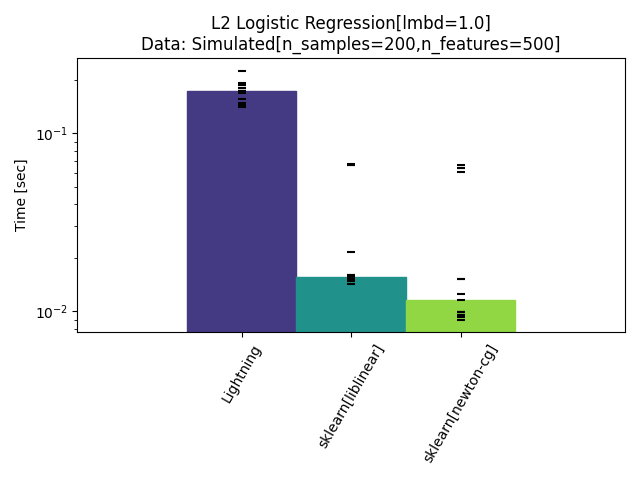 L2 Logistic Regression[lmbd=1.0]
Data: Simulated[n_samples=200,n_features=500]
Time [sec]
10⁻¹
10⁻²
Lightning
sklearn[liblinear]
sklearn[newton-cg]